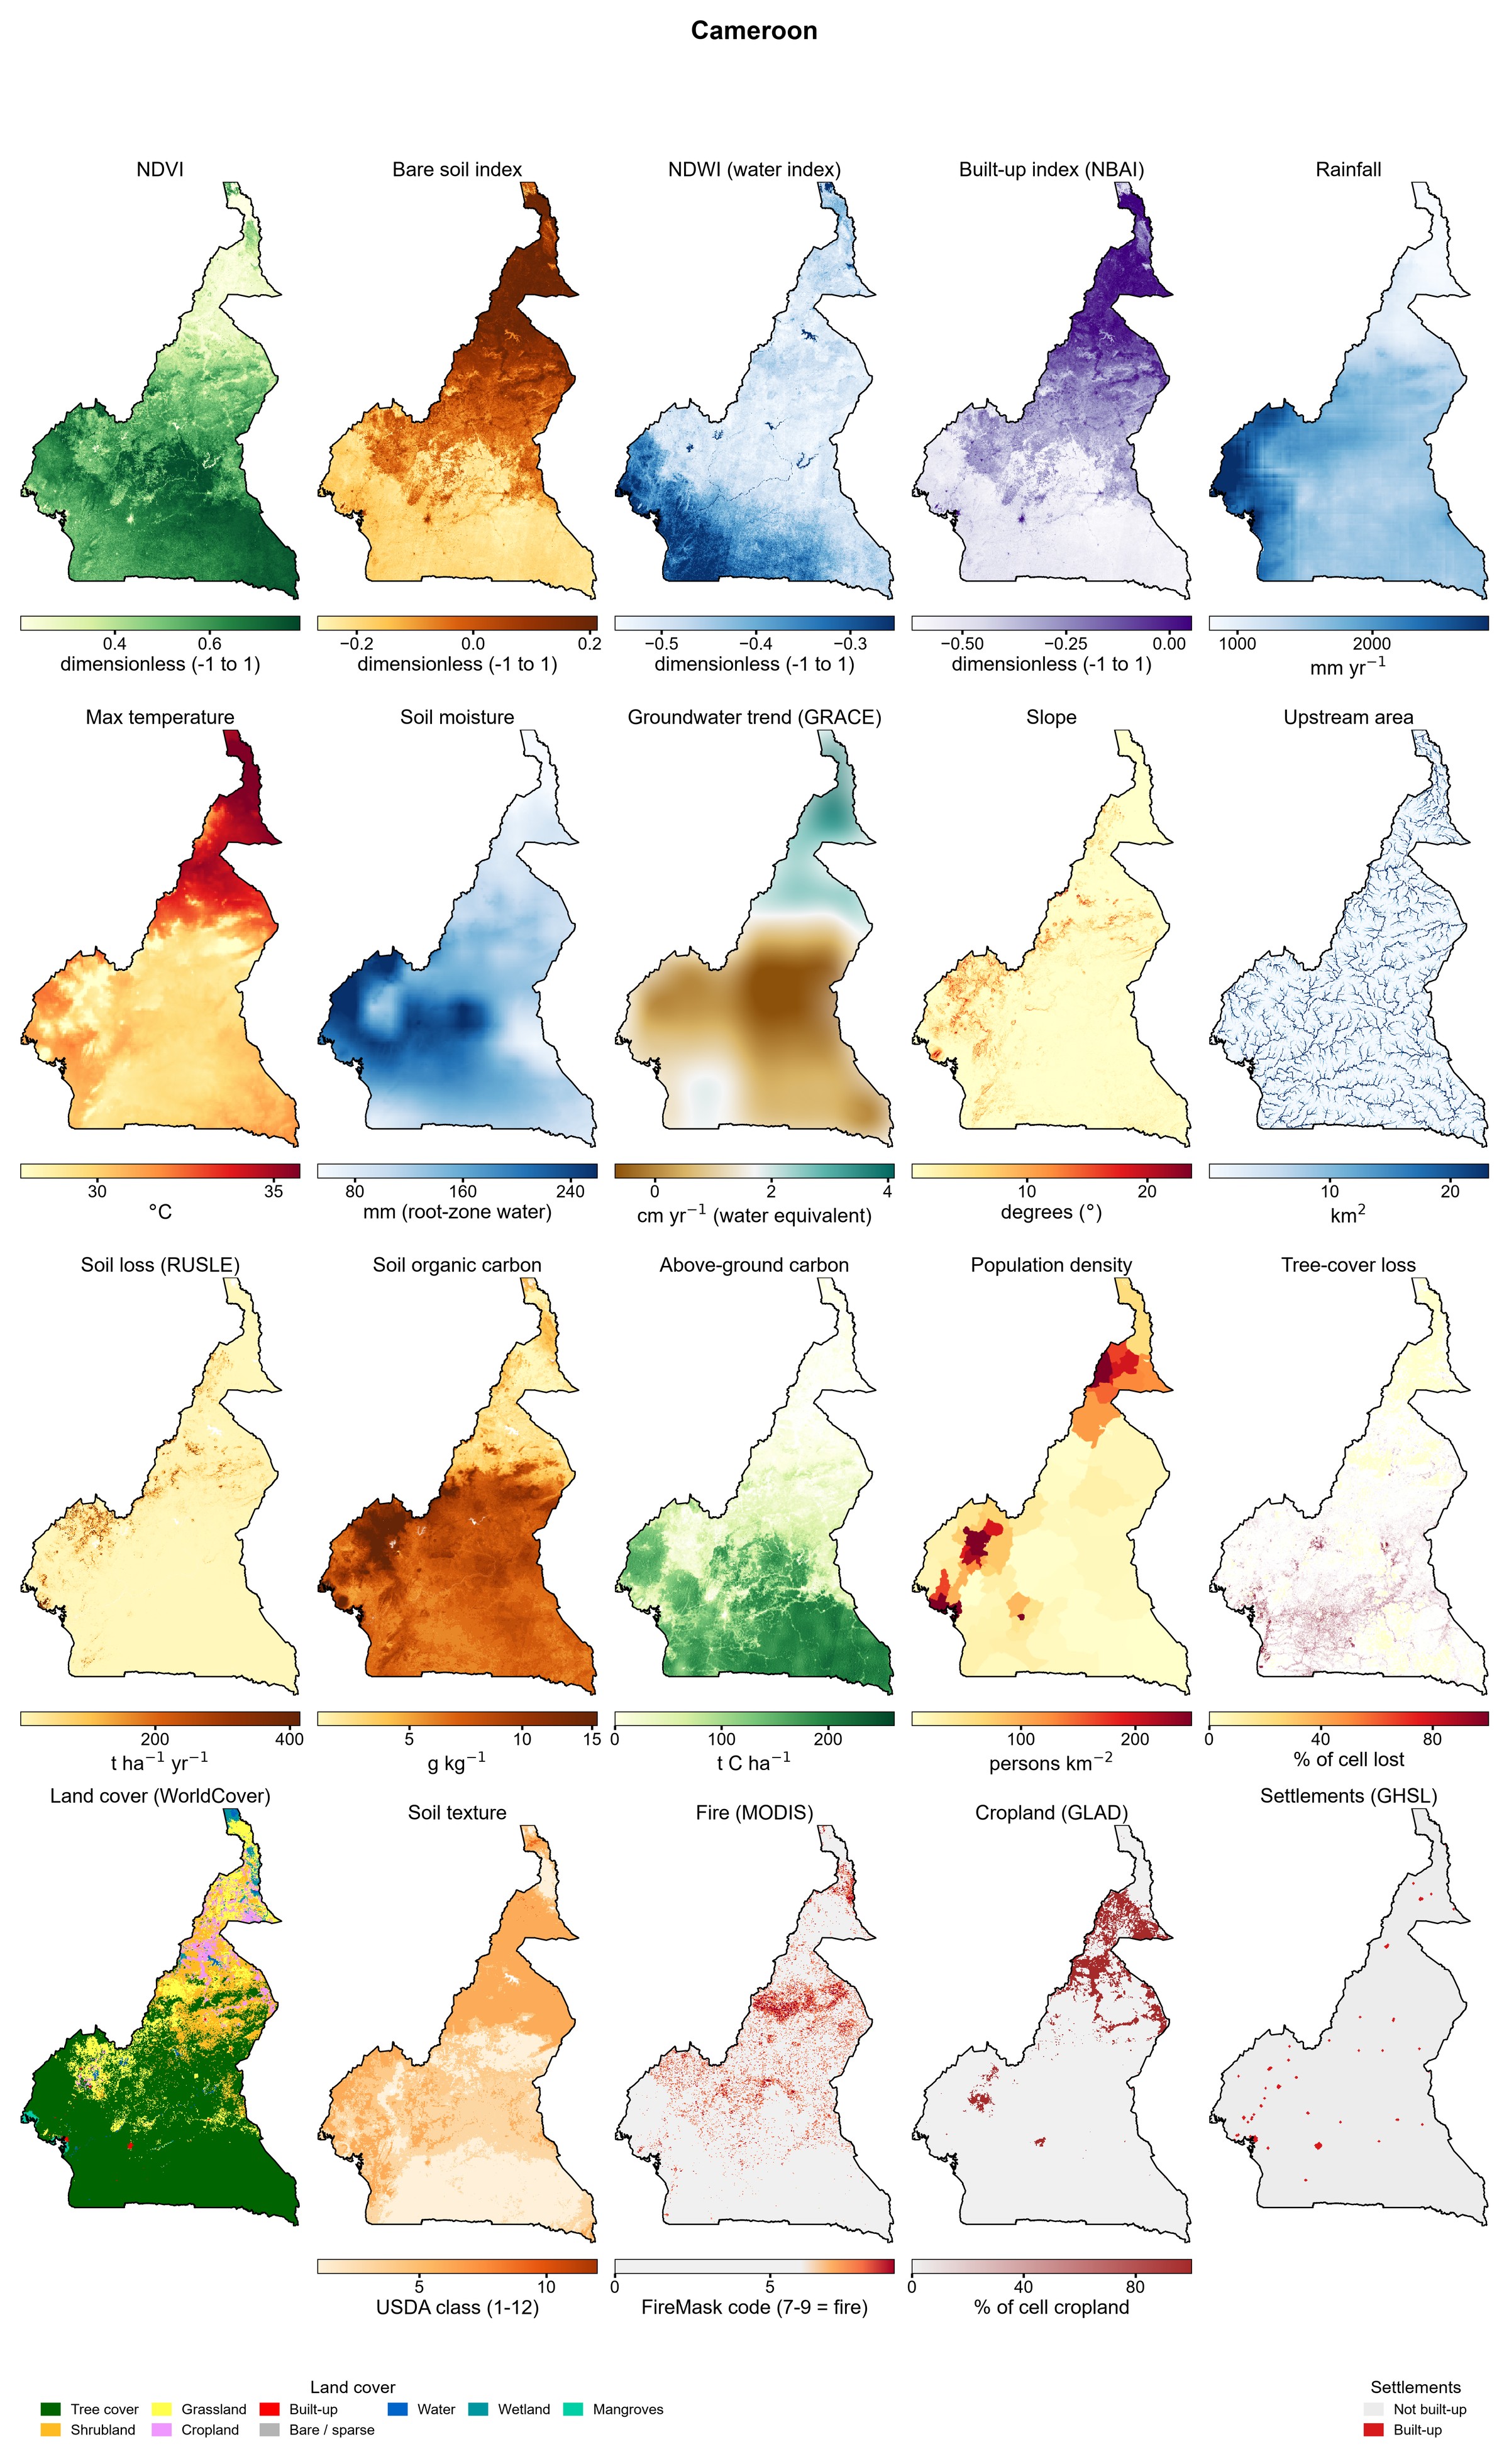 Cameroon
NDVI
Bare soil index
NDWI (water index)
Built-up index (NBAI)
Rainfall
0.4 0.6
−0.2 0.0 0.2
−0.5 −0.4 −0.3
−0.50 −0.25 0.00
1000 2000
dimensionless (-1 to 1)
dimensionless (-1 to 1)
dimensionless (-1 to 1)
dimensionless (-1 to 1)
mm yr⁻¹
Max temperature
Soil moisture
Groundwater trend (GRACE)
Slope
Upstream area
30 35
80 160 240
0 2 4
10 20
10 20
°C
mm (root-zone water)
cm yr⁻¹ (water equivalent)
degrees (°)
km²
Soil loss (RUSLE)
Soil organic carbon
Above-ground carbon
Population density
Tree-cover loss
200 400
5 10 15
0 100 200
100 200
0 40 80
t ha⁻¹ yr⁻¹
g kg⁻¹
t C ha⁻¹
persons km⁻²
% of cell lost
Land cover (WorldCover)
Soil texture
Fire (MODIS)
Cropland (GLAD)
Settlements (GHSL)
5 10
0 5
0 40 80
USDA class (1-12)
FireMask code (7-9 = fire)
% of cell cropland
Land cover
Tree cover Grassland Built-up Water Wetland Mangroves
Shrubland Cropland Bare / sparse
Settlements
Not built-up
Built-up